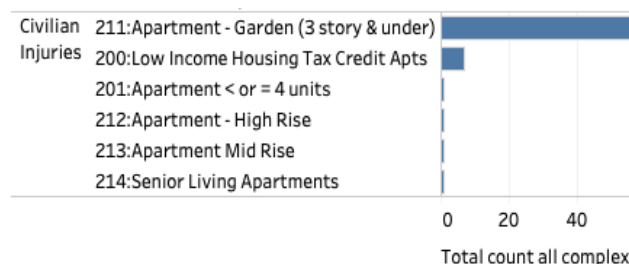 Civilian Injuries
211:Apartment - Garden (3 story & under)
200:Low Income Housing Tax Credit Apts
201:Apartment < or = 4 units
212:Apartment - High Rise
213:Apartment Mid Rise
214:Senior Living Apartments
0 20 40
Total count all complex